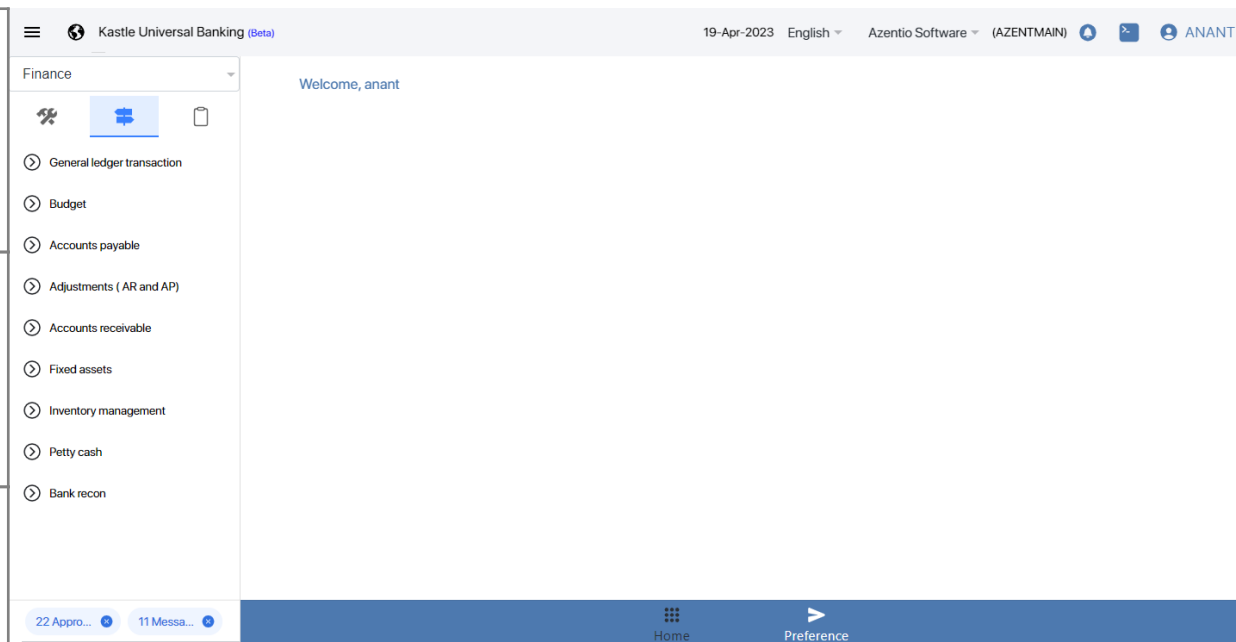 Kastle Universal Banking (Beta)
19-Apr-2023 English Azentio Software (AZENTMAIN) ANANT
Finance
Welcome, anant
General ledger transaction
Budget
Accounts payable
Adjustments ( AR and AP)
Accounts receivable
Fixed assets
Inventory management
Petty cash
Bank recon
22 Appro... 11 Messa...
Home Preference